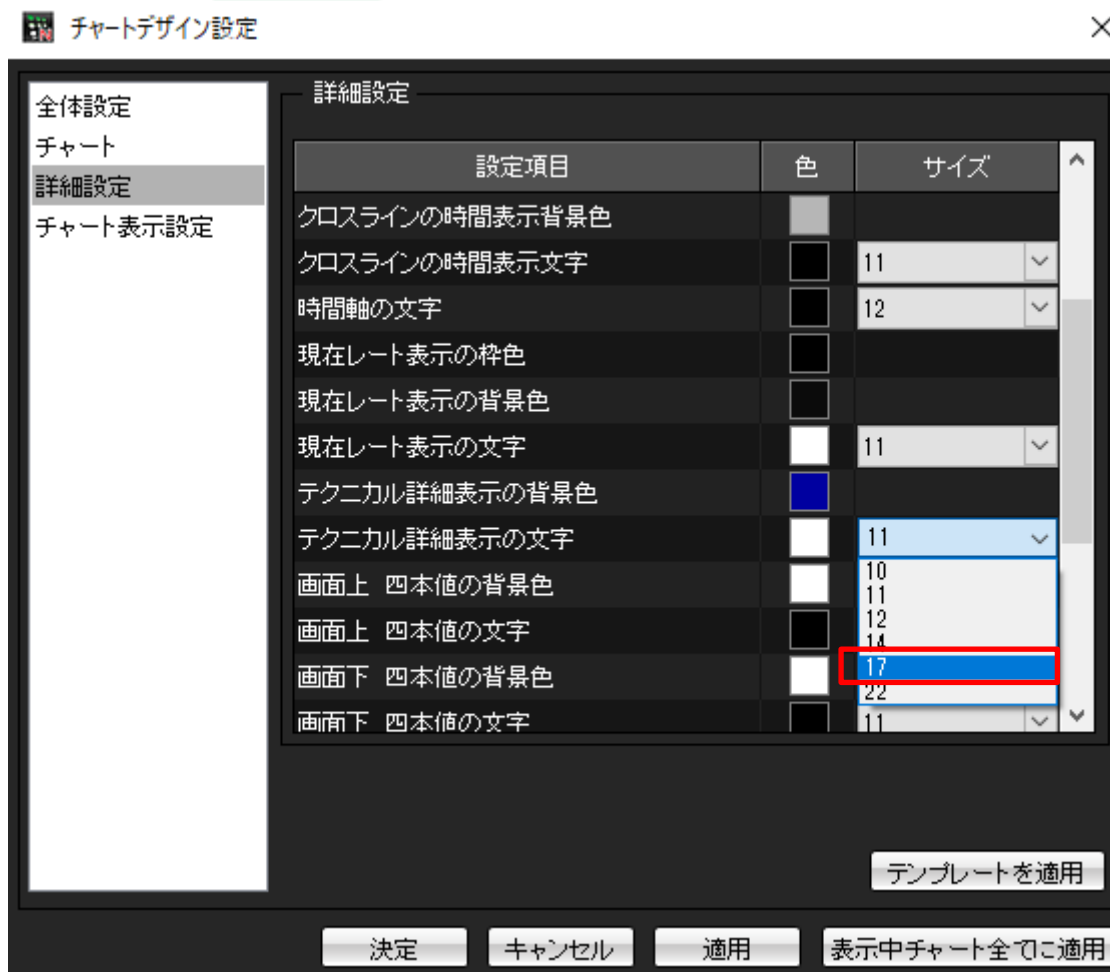 チャートデザイン設定
全体設定
チャート
詳細設定
チャート表示設定
詳細設定
設定項目 色 サイズ
クロスラインの時間表示背景色
クロスラインの時間表示文字 11
時間軸の文字 12
現在レート表示の枠色
現在レート表示の背景色
現在レート表示の文字 11
テクニカル詳細表示の背景色
テクニカル詳細表示の文字 11
10
11
12
14
17
22
画面上 四本値の背景色
画面上 四本値の文字
画面下 四本値の背景色
画面下 四本値の文字 11
テンプレートを適用
決定 キャンセル 適用 表示中チャート全てに適用